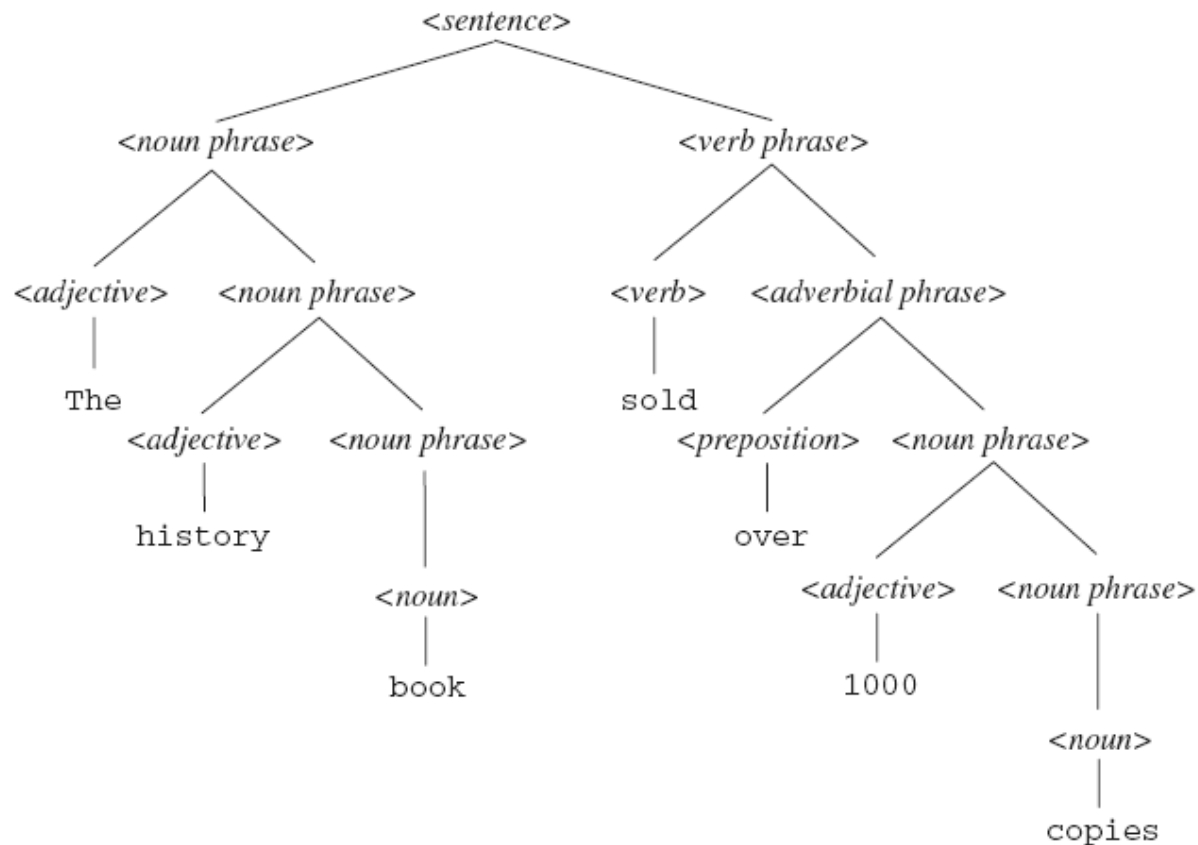 <sentence>
<noun phrase> <verb phrase>
<adjective> <noun phrase> <verb> <adverbial phrase>
The sold
<adjective> <noun phrase> <preposition> <noun phrase>
history over
<adjective> <noun phrase>
<noun>
book 1000
<noun>
copies